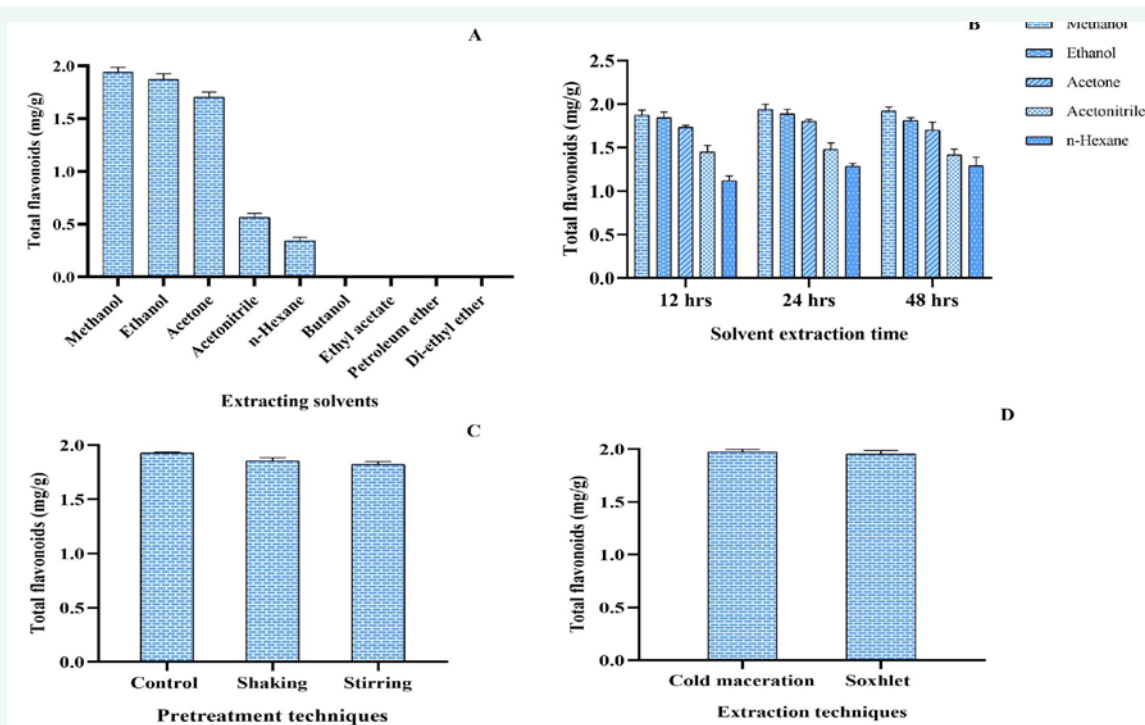 A
Total flavonoids (mg/g)
2.0
1.5
1.0
0.5
0.0
Methanol
Ethanol
Acetone
Acetonitrile
n-Hexane
Butanol
Ethyl acetate
Petroleum ether
Di-ethyl ether
Extracting solvents
B
Methanol
Ethanol
Acetone
Acetonitrile
n-Hexane
Total flavonoids (mg/g)
2.5
2.0
1.5
1.0
0.5
0.0
12 hrs 24 hrs 48 hrs
Solvent extraction time
C
Total flavonoids (mg/g)
2.0
1.5
1.0
0.5
0.0
Control Shaking Stirring
Pretreatment techniques
D
Total flavonoids (mg/g)
2.0
1.5
1.0
0.5
0.0
Cold maceration Soxhlet
Extraction techniques